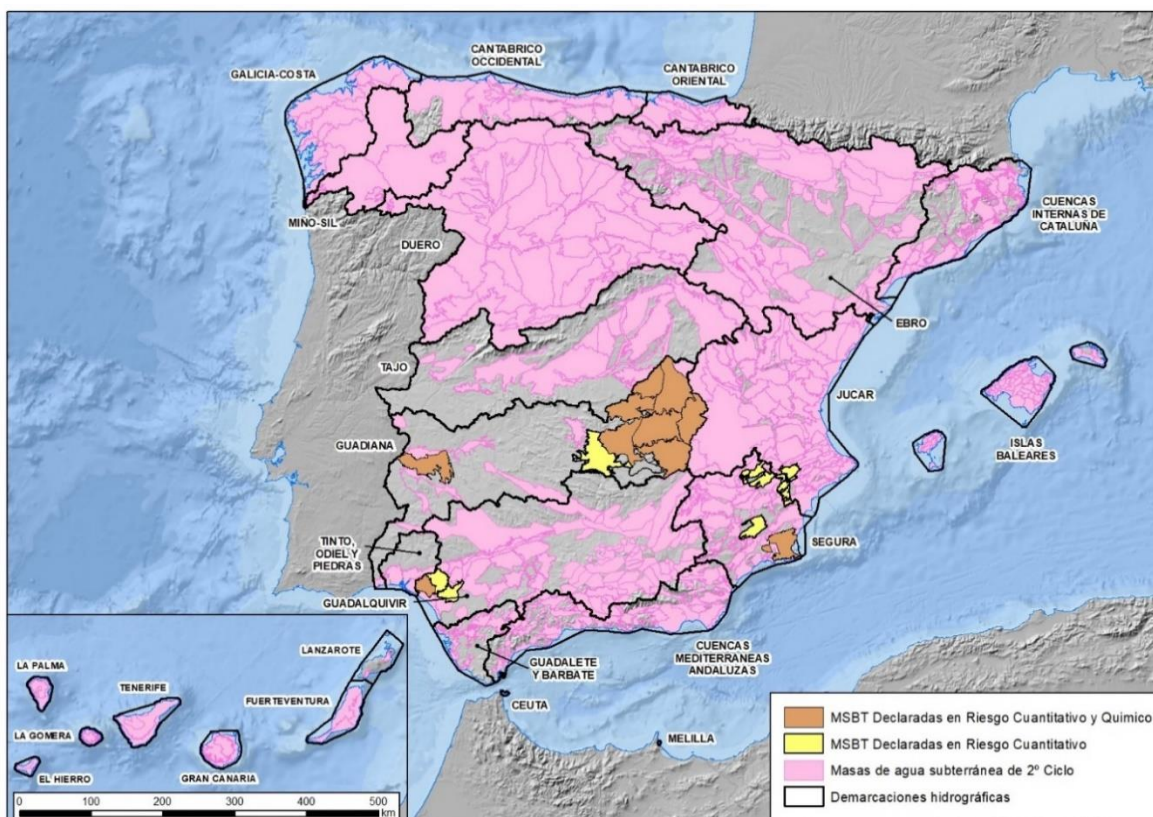 CANTABRICO
OCCIDENTAL
CANTABRICO
ORIENTAL
GALICIA-COSTA
MIÑO-SIL
DUERO
CUENCAS
INTERNAS DE
CATALUÑA
EBRO
TAJO
JUCAR
ISLAS
BALEARES
GUADIANA
SEGURA
TINTO,
ODIEL Y
PIEDRAS
GUADALQUIVIR
GUADALETE
Y BARBATE
CUENCAS
MEDITERRANEAS
ANDALUZAS
CEUTA
MELILLA
LANZAROTE
LA PALMA
TENERIFE
FUERTEVENTURA
LA GOMERA
EL HIERRO
GRAN CANARIA
0 100 200 300 400 500
km
MSBT Declaradas en Riesgo Cuantitativo y Quimico
MSBT Declaradas en Riesgo Cuantitativo
Masas de agua subterránea de 2º Ciclo
Demarcaciones hidrográficas